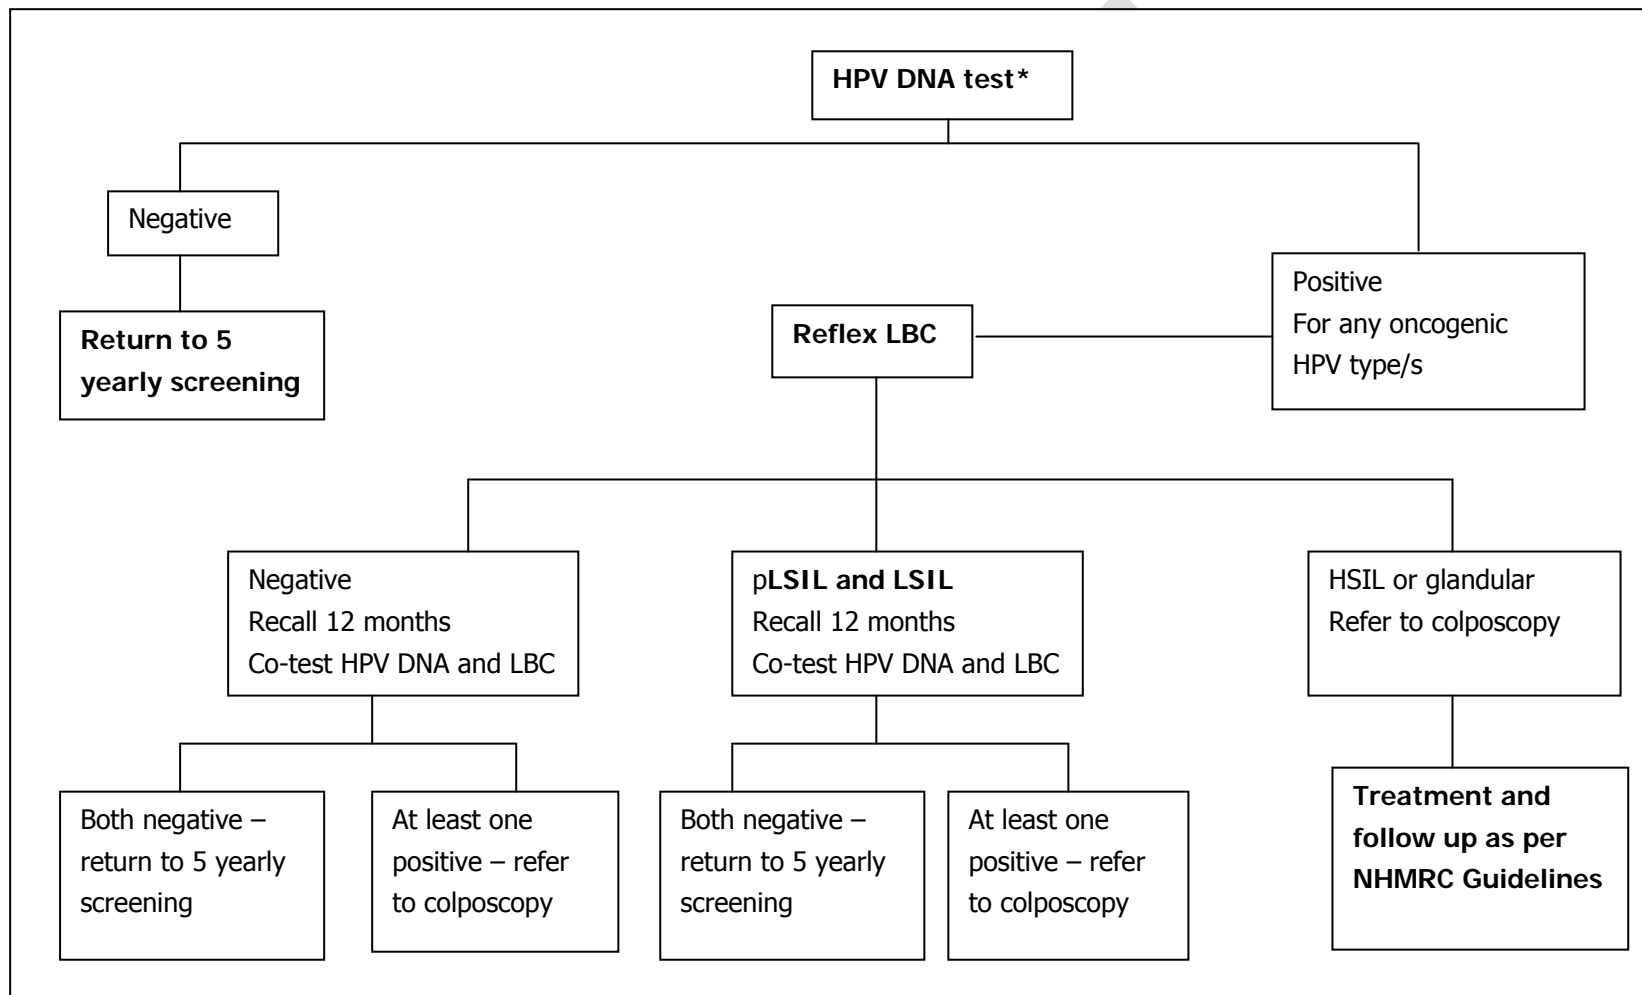 HPV DNA test*
Negative
Return to 5
yearly screening
Positive
For any oncogenic
HPV type/s
Reflex LBC
Negative
Recall 12 months
Co-test HPV DNA and LBC
pLSIL and LSIL
Recall 12 months
Co-test HPV DNA and LBC
HSIL or glandular
Refer to colposcopy
Both negative –
return to 5 yearly
screening
At least one
positive – refer
to colposcopy
Both negative –
return to 5 yearly
screening
At least one
positive – refer
to colposcopy
Treatment and
follow up as per
NHMRC Guidelines